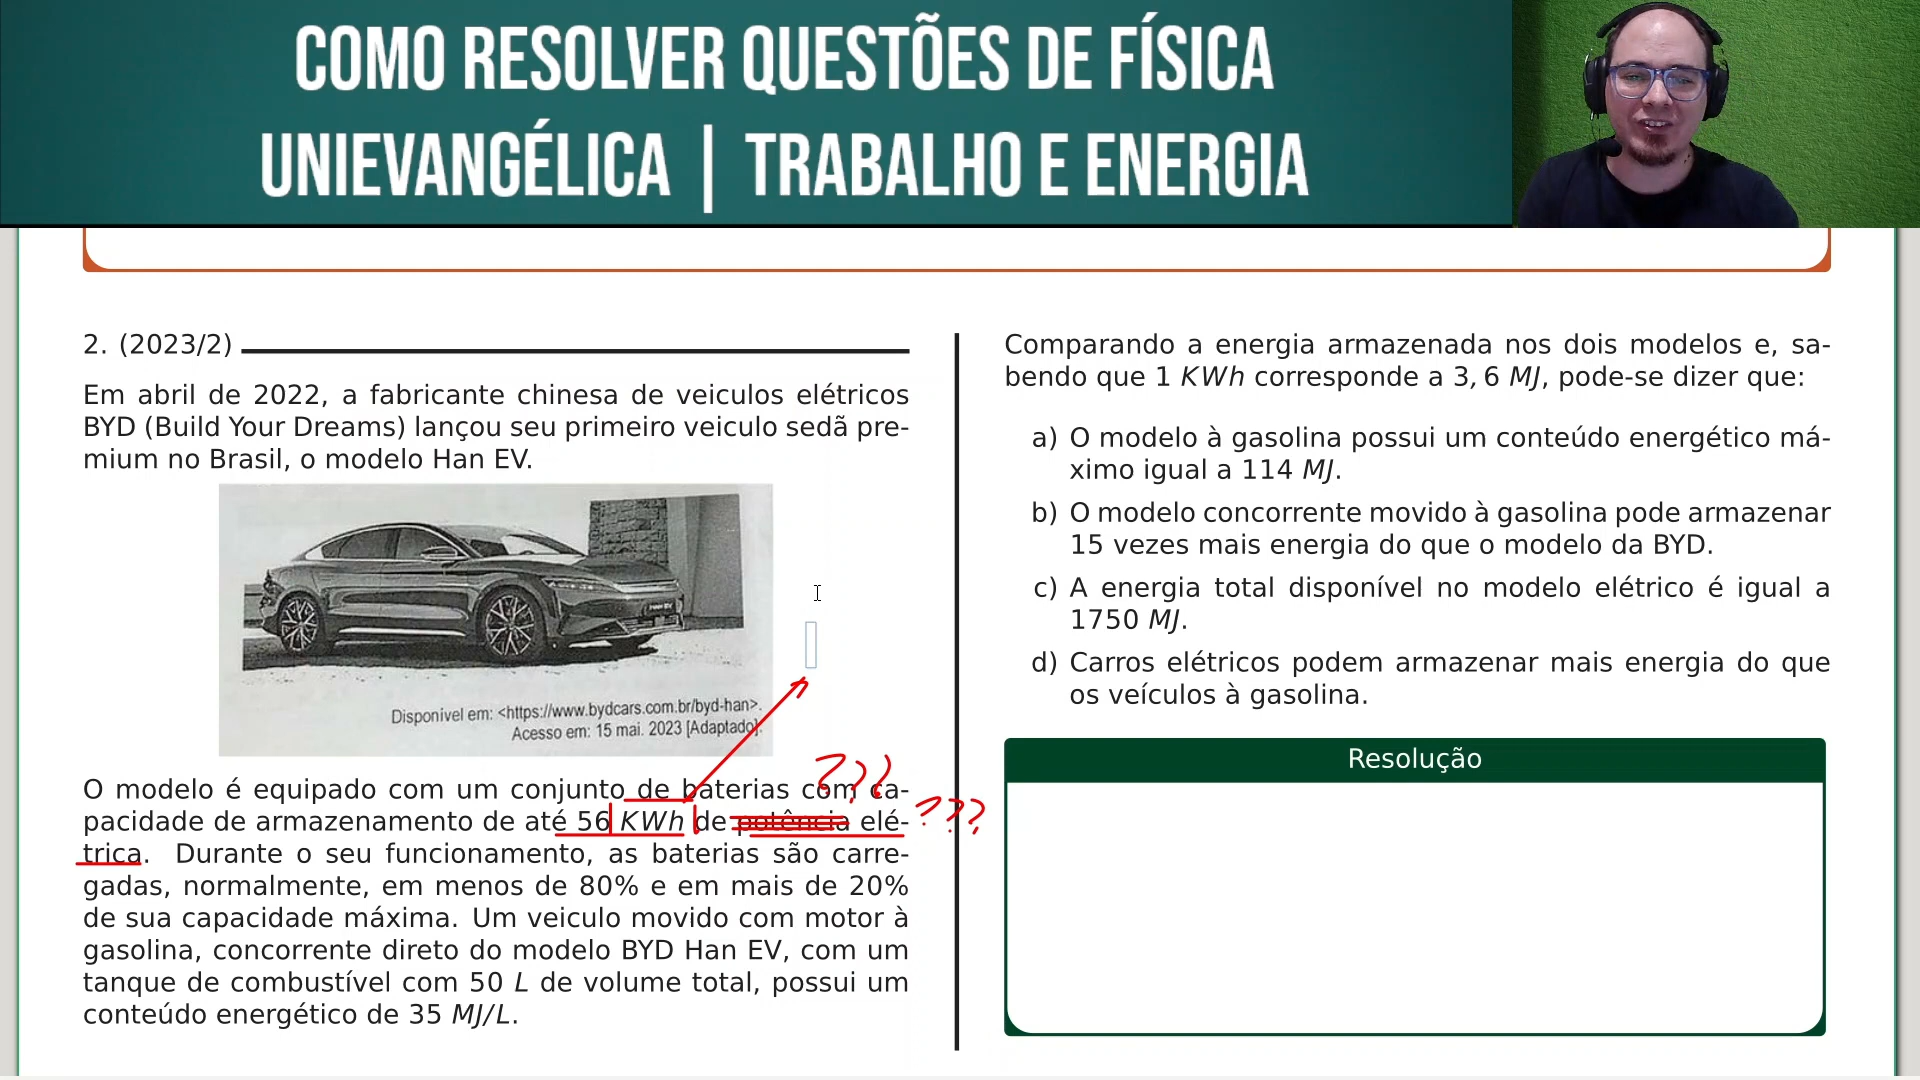 COMO RESOLVER QUESTÕES DE FÍSICA
UNIEVANGÉLICA | TRABALHO E ENERGIA
2. (2023/2)
Em abril de 2022, a fabricante chinesa de veiculos elétricos
BYD (Build Your Dreams) lançou seu primeiro veiculo sedã pre-
mium no Brasil, o modelo Han EV.
Disponível em: <https://www.bydcars.com.br/byd-han>.
Acesso em: 15 mai. 2023 [Adaptado].
???
O modelo é equipado com um conjunto de baterias com ca-
pacidade de armazenamento de até 56 KWh de potência elé-
???
trica. Durante o seu funcionamento, as baterias são carre-
gadas, normalmente, em menos de 80% e em mais de 20%
de sua capacidade máxima. Um veiculo movido com motor à
gasolina, concorrente direto do modelo BYD Han EV, com um
tanque de combustível com 50 L de volume total, possui um
conteúdo energético de 35 MJ/L.
Comparando a energia armazenada nos dois modelos e, sa-
bendo que 1 KWh corresponde a 3,6 MJ, pode-se dizer que:
a) O modelo à gasolina possui um conteúdo energético má-
ximo igual a 114 MJ.
b) O modelo concorrente movido à gasolina pode armazenar
15 vezes mais energia do que o modelo da BYD.
c) A energia total disponível no modelo elétrico é igual a
1750 MJ.
d) Carros elétricos podem armazenar mais energia do que
os veículos à gasolina.
Resolução